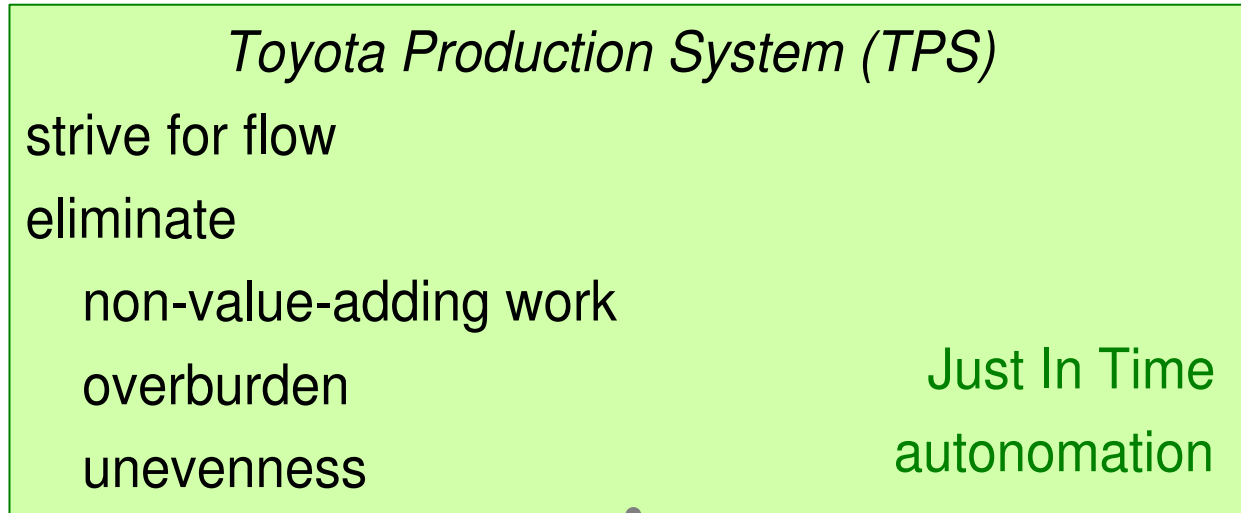 Toyota Production System (TPS)
strive for flow
eliminate
non-value-adding work
overburden
Just In Time
unevenness
autonomation